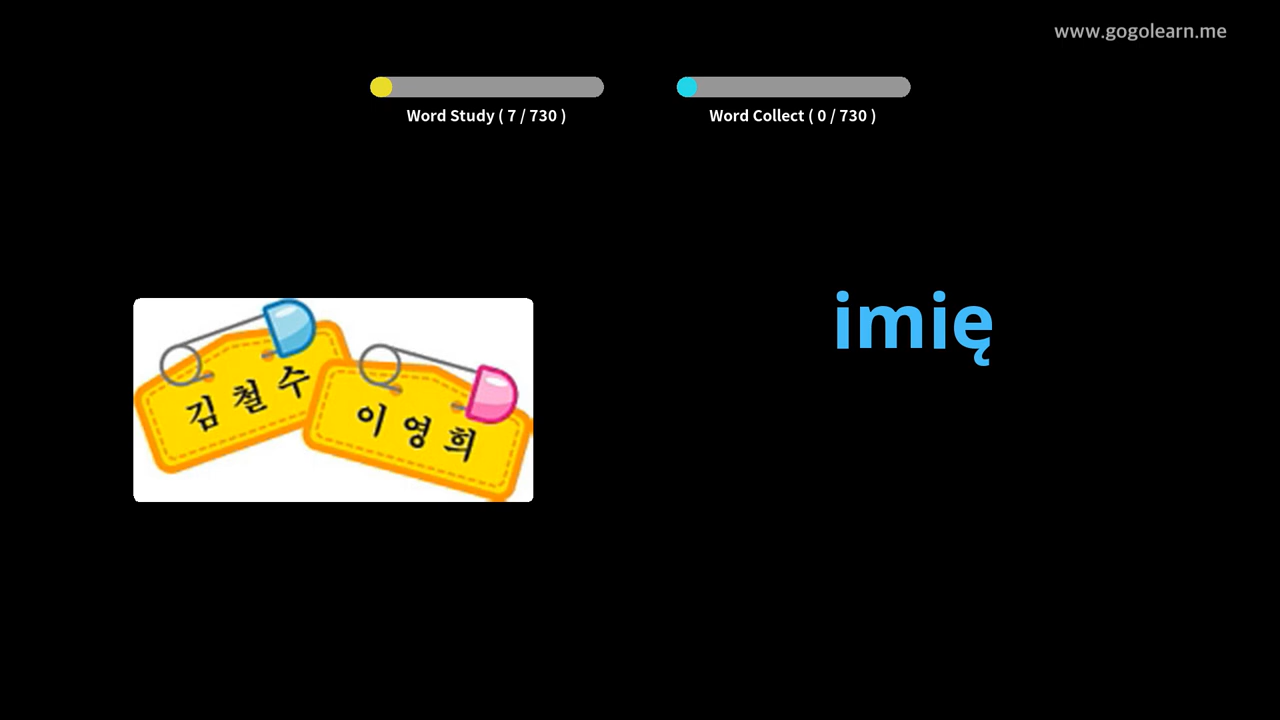 www.gogolearn.me
Word Study ( 7 / 730 )
Word Collect ( 0 / 730 )
imię
김철수
이영희